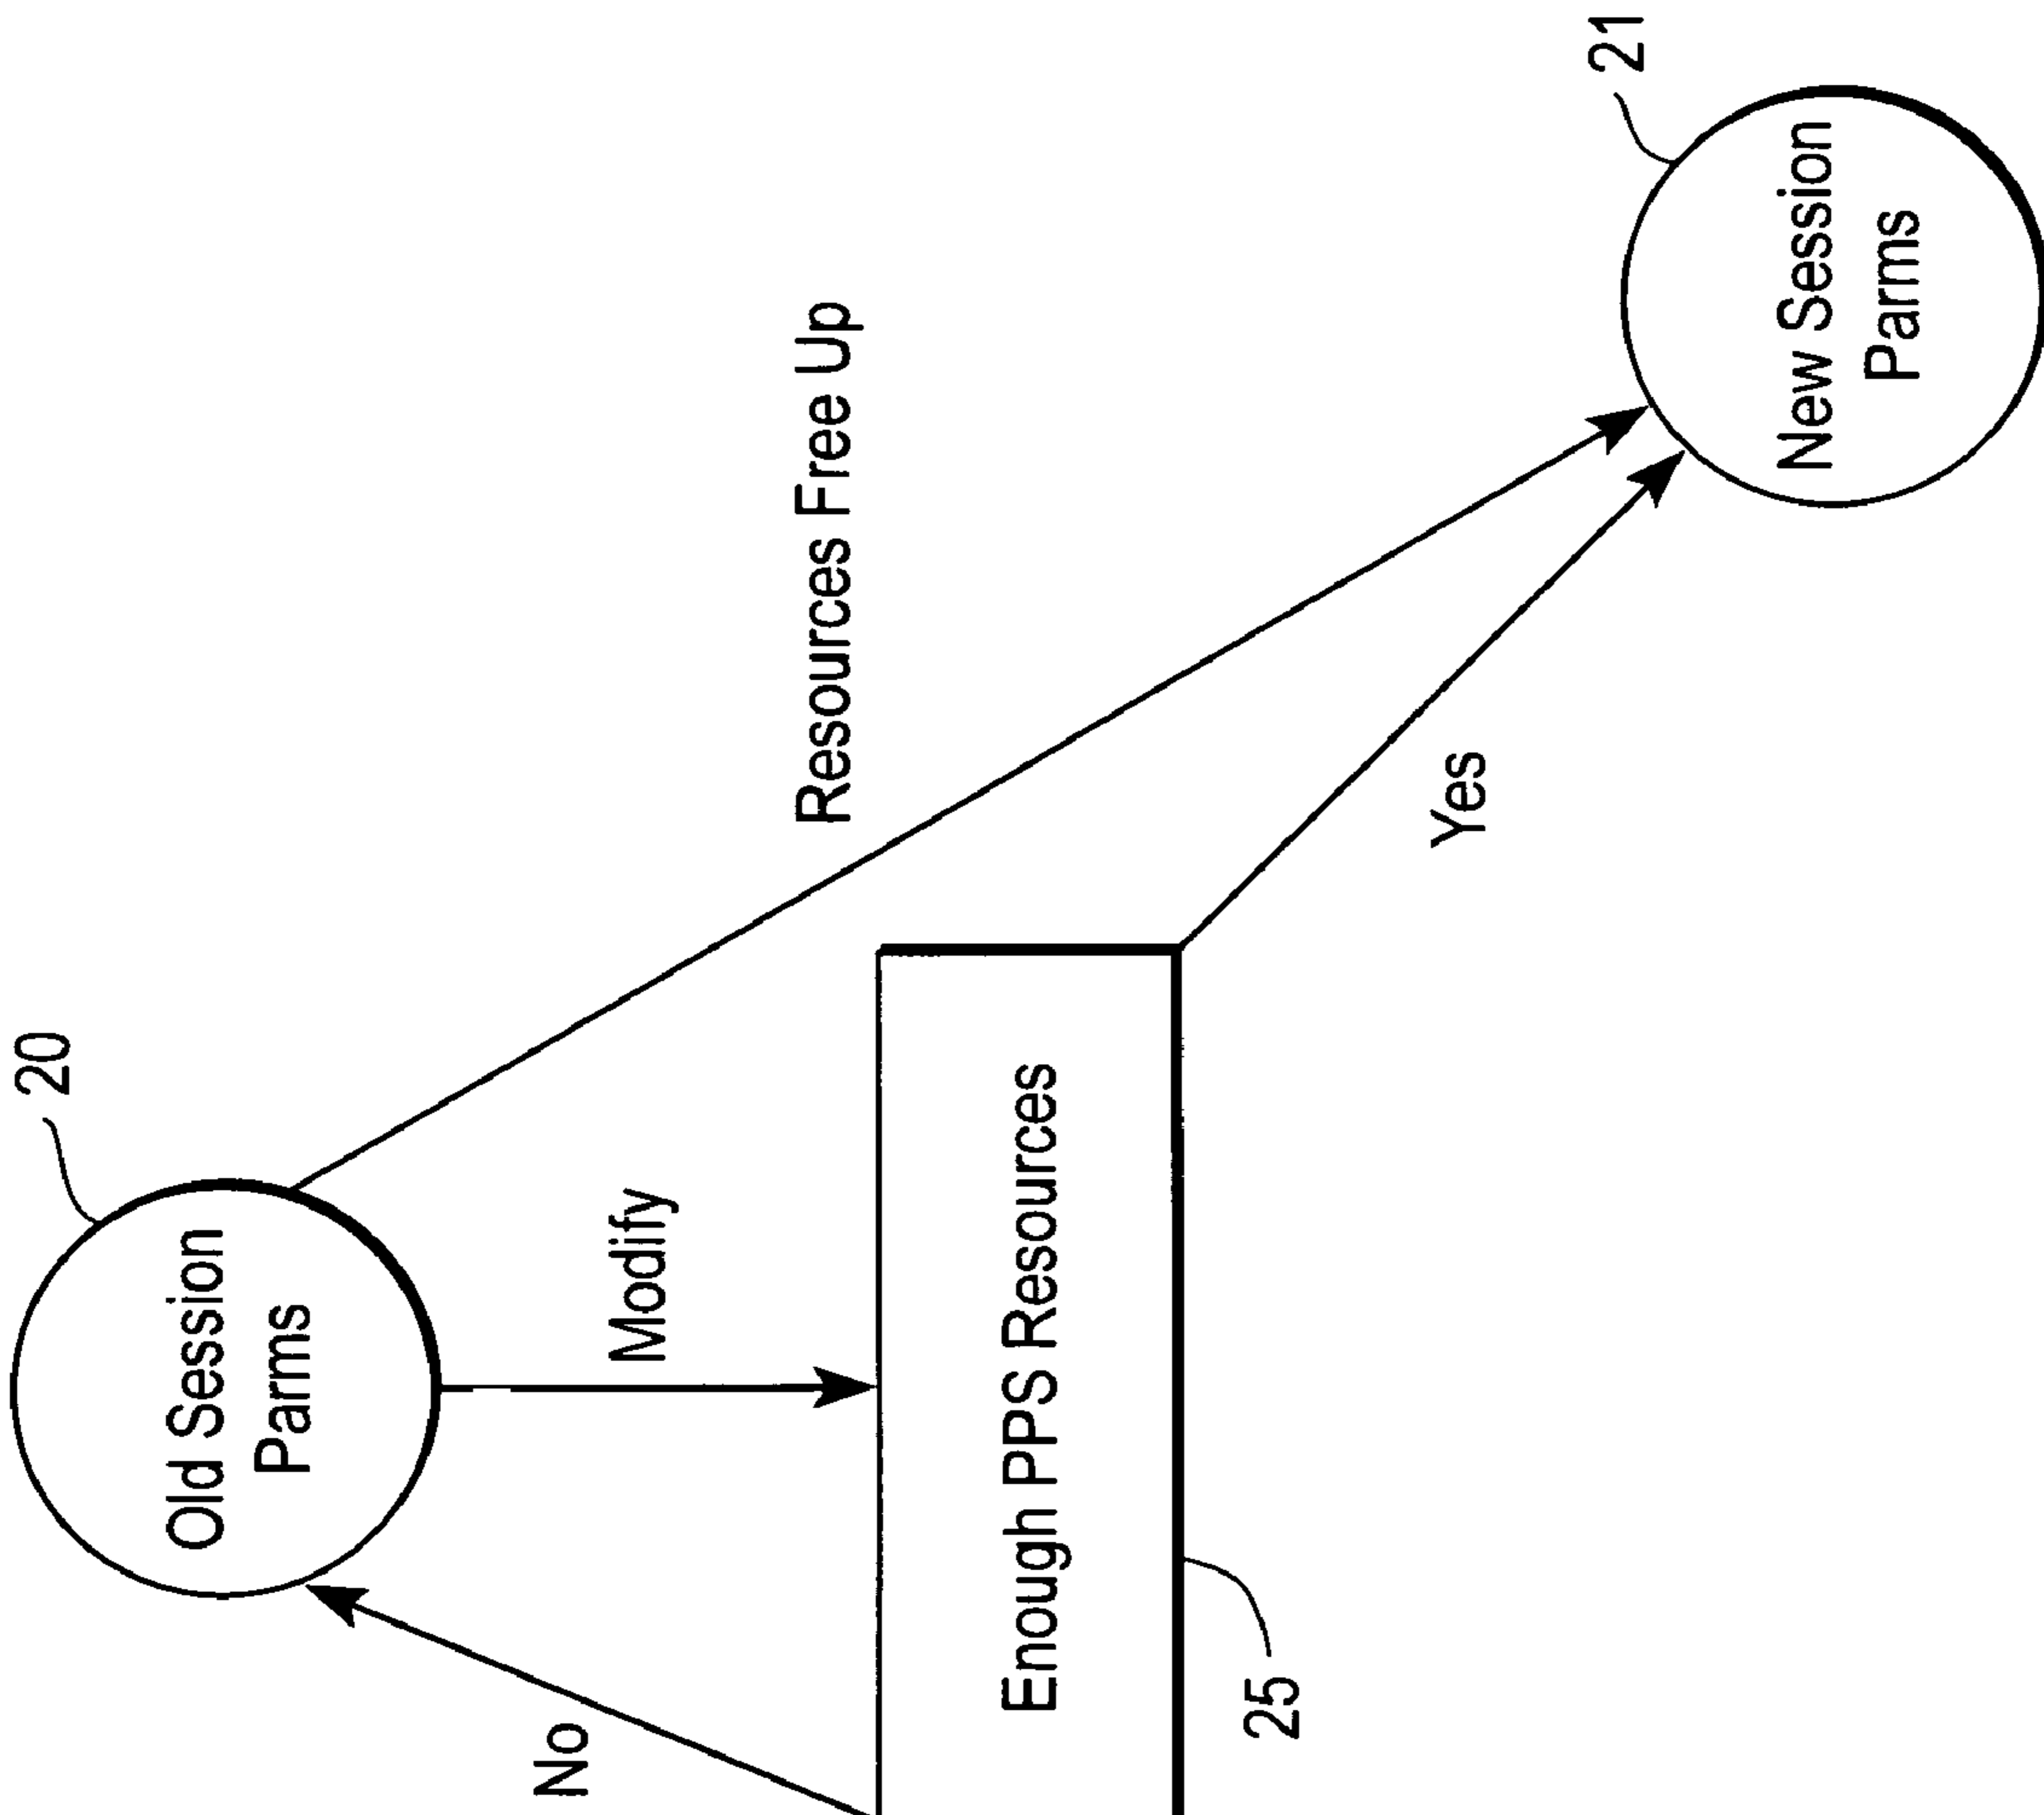 20
Old Session
Parms
No
Modify
Resources Free Up
Enough PPS Resources
25
Yes
21
New Session
Parms